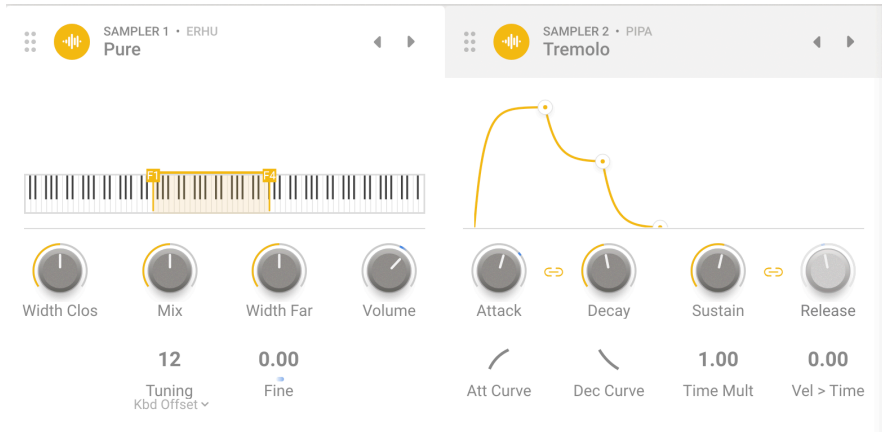 SAMPLER 1 • ERHU
Pure
SAMPLER 2 • PIPA
Tremolo
F1 F4
Width Clos Mix Width Far Volume
Attack Decay Sustain Release
12 0.00
Tuning Fine
Kbd Offset
1.00 0.00
Att Curve Dec Curve Time Mult Vel > Time